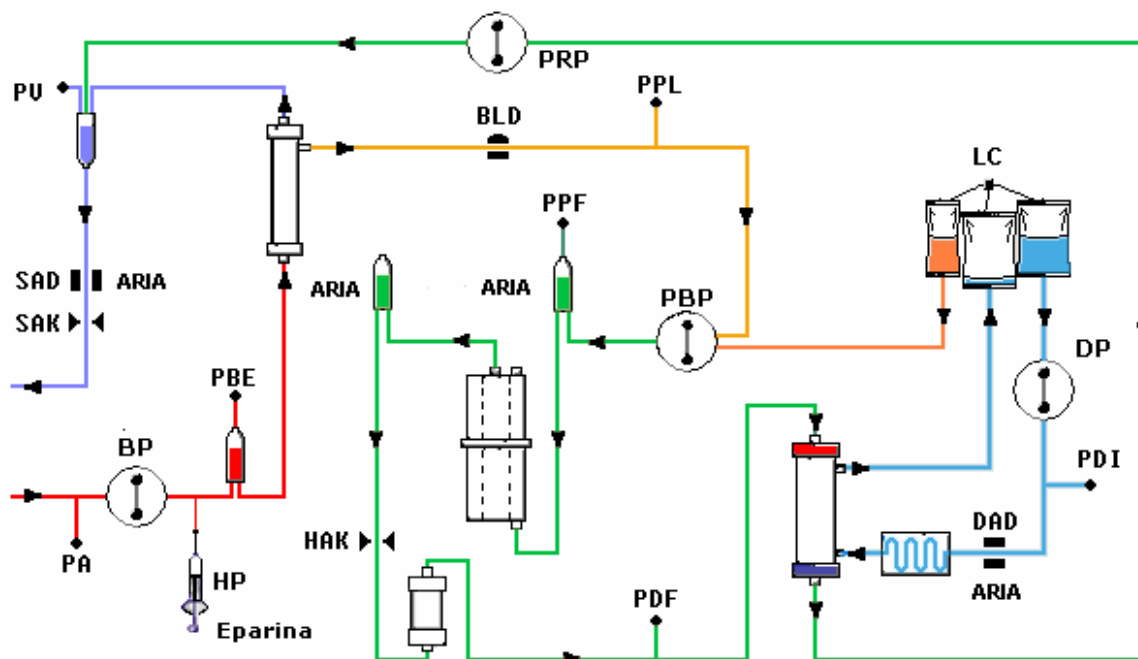 PRP
PV
PPL
BLD
LC
PPF
ARIA
ARIA
SAD
ARIA
PBP
SAK
DP
PBE
BP
PDI
DAD
HAK
PA
HP
ARIA
PDF
Eparina